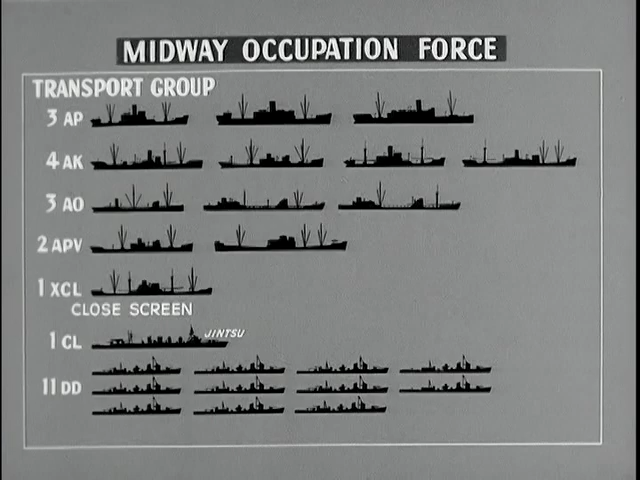 MIDWAY OCCUPATION FORCE
TRANSPORT GROUP
3 AP
4 AK
3 AO
2 APV
1 XCL
CLOSE SCREEN
1 CL
JINTSU
11 DD